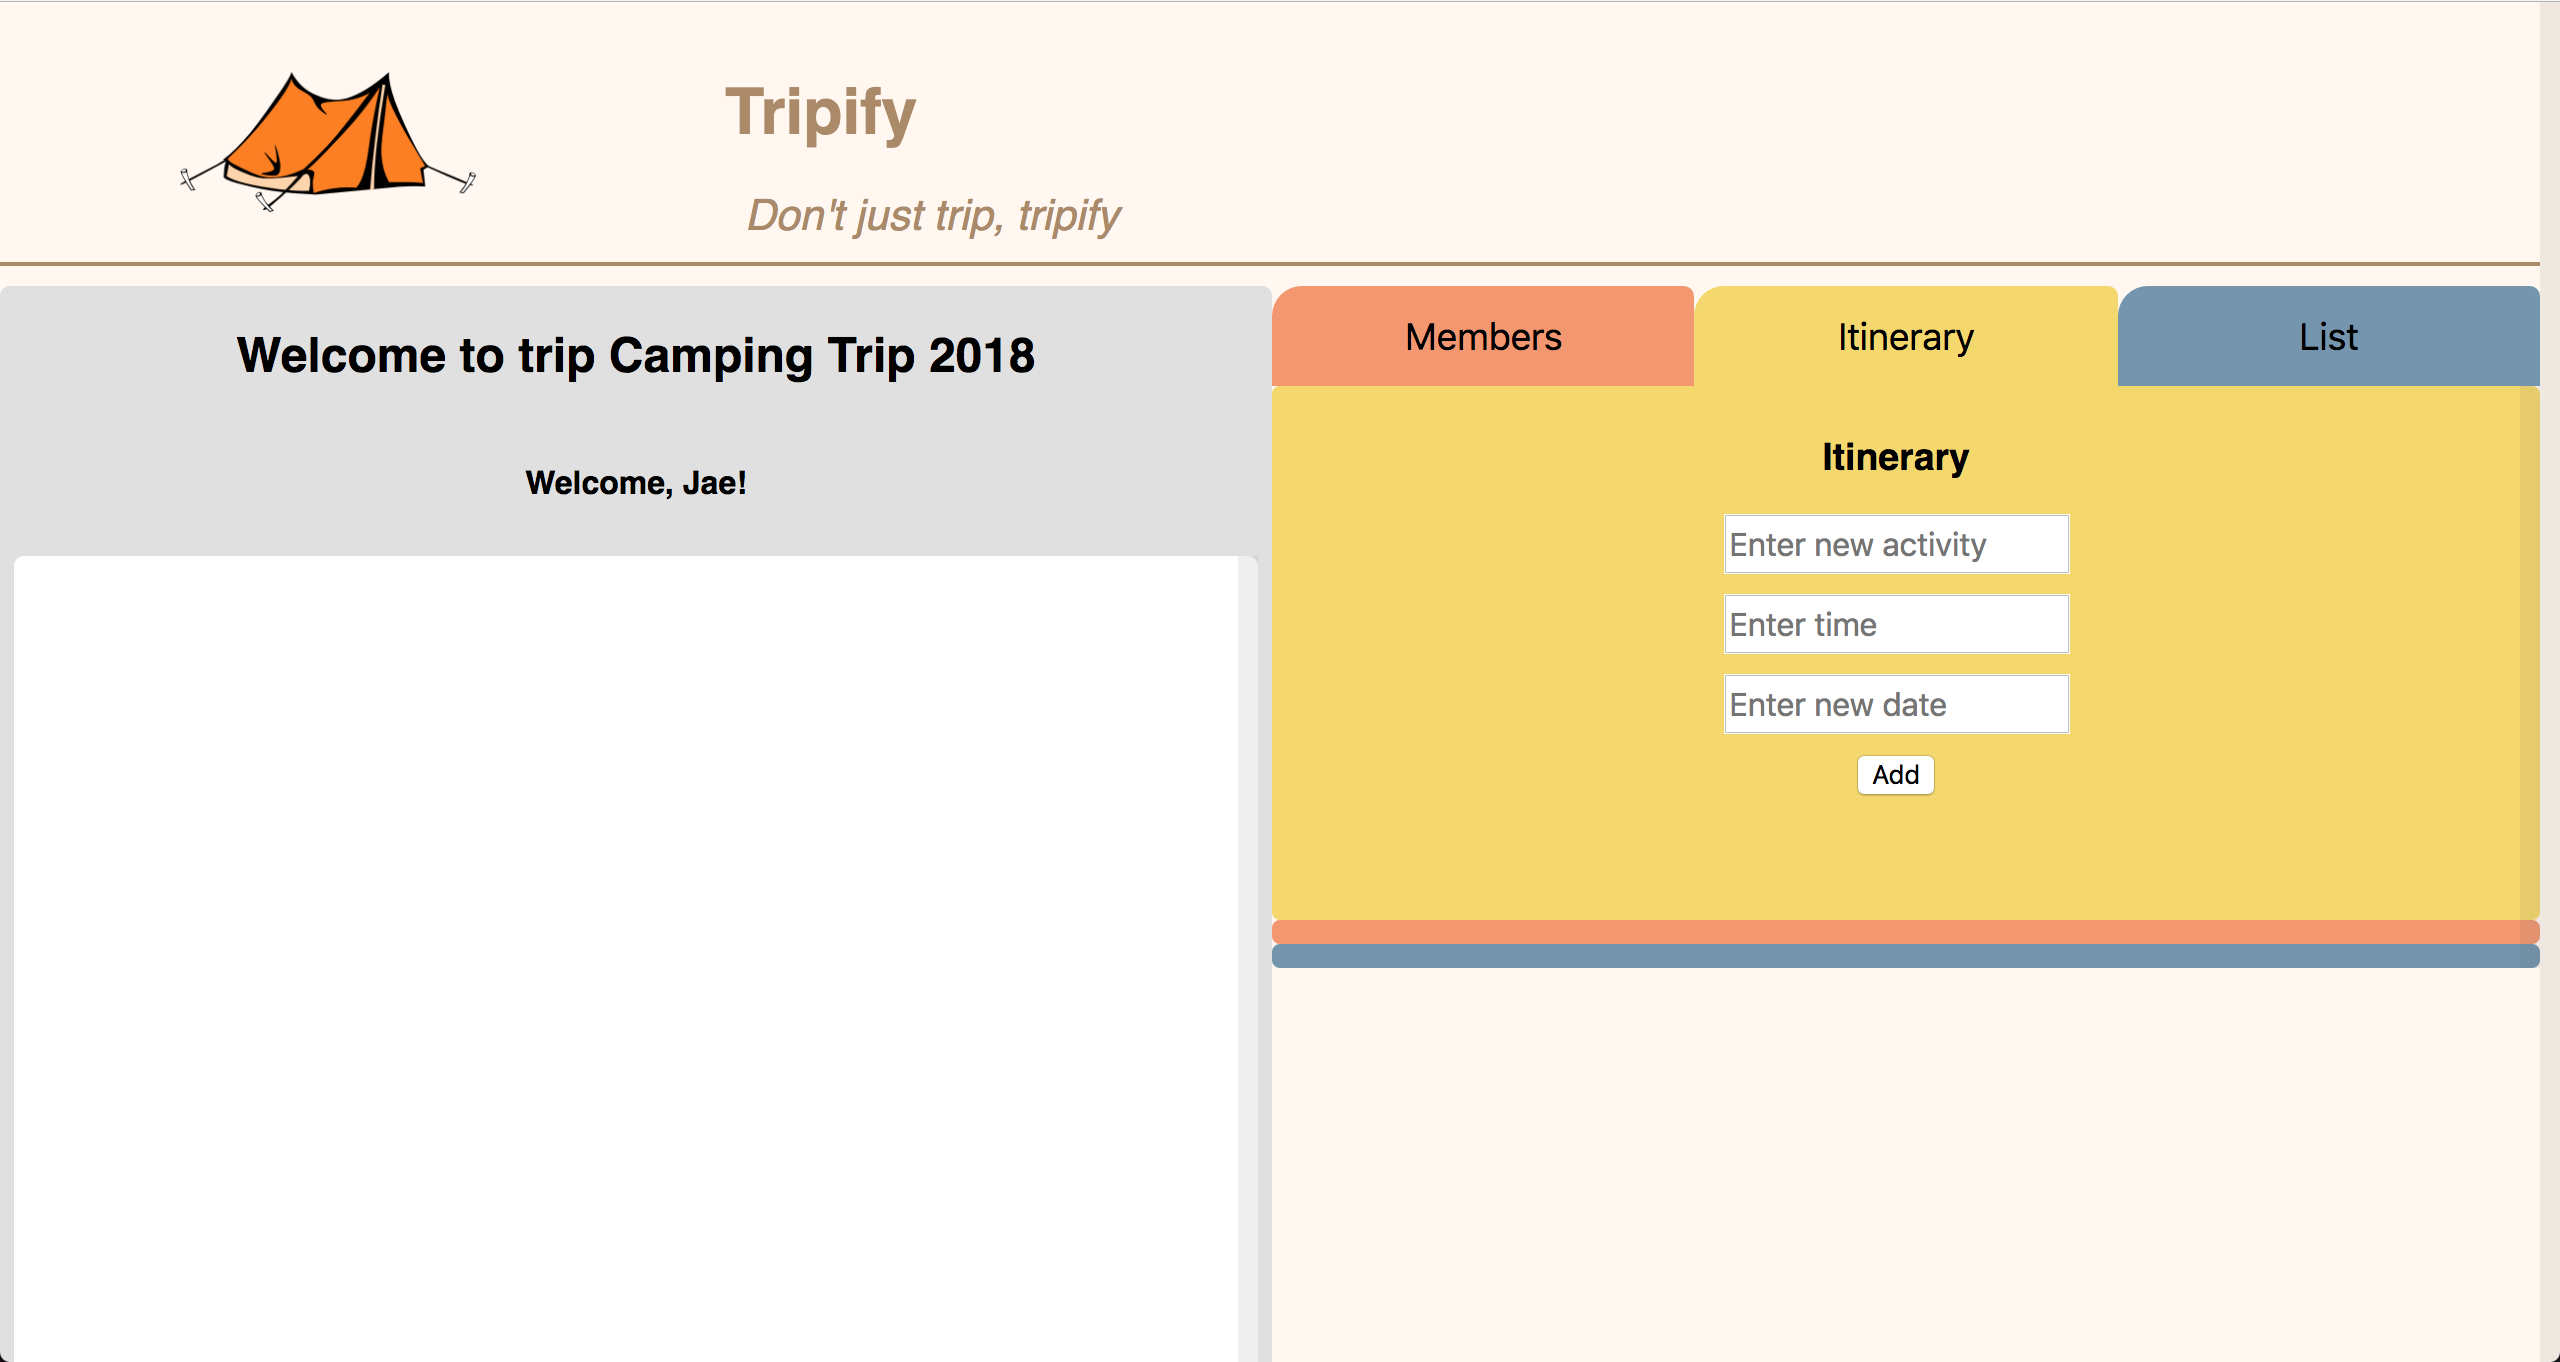 Tripify
Don't just trip, tripify
Welcome to trip Camping Trip 2018
Welcome, Jae!
Members
Itinerary
List
Itinerary
Enter new activity
Enter time
Enter new date
Add